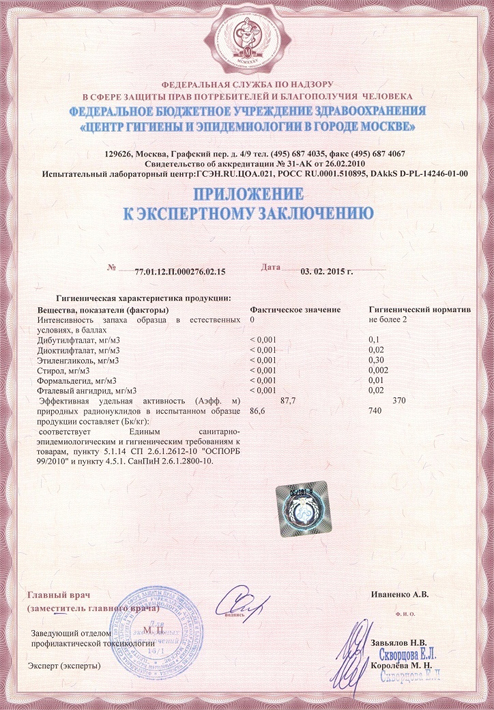 ФЕДЕРАЛЬНАЯ СЛУЖБА ПО НАДЗОРУ
В СФЕРЕ ЗАЩИТЫ ПРАВ ПОТРЕБИТЕЛЕЙ И БЛАГОПОЛУЧИЯ ЧЕЛОВЕКА
ФЕДЕРАЛЬНОЕ БЮДЖЕТНОЕ УЧРЕЖДЕНИЕ ЗДРАВООХРАНЕНИЯ
«ЦЕНТР ГИГИЕНЫ И ЭПИДЕМИОЛОГИИ В ГОРОДЕ МОСКВЕ»
129626, Москва, Графский пер. д. 4/9 тел. (495) 687 4035, факс (495) 687 4067
Свидетельство об аккредитации № 31-АК от 26.02.2010
Испытательный лабораторный центр:ГСЭН.RU.ЦОА.021, РОСС RU.0001.510895, DAkkS D-PL-14246-01-00
ПРИЛОЖЕНИЕ
К ЭКСПЕРТНОМУ ЗАКЛЮЧЕНИЮ
№ 77.01.12.П.000276.02.15 Дата 03. 02. 2015 г.
Гигиеническая характеристика продукции:
Вещества, показатели (факторы) Фактическое значение Гигиенический норматив
Интенсивность запаха образца в естественных 0 не более 2
условиях, в баллах
Дибутилфталат, мг/м3 < 0,001 0,1
Диоктилфталат, мг/м3 < 0,001 0,02
Этиленгликоль, мг/м3 < 0,001 0,30
Стирол, мг/м3 < 0,001 0,002
Формальдегид, мг/м3 < 0,001 0,01
Фталевый ангидрид, мг/м3 < 0,001 0,02
Эффективная удельная активность (Аэфф. м) 87,7 370
природных радионуклидов в исспытанном образце 86,6 740
продукции составляет (Бк/кг):
соответствует Единым санитарно-
эпидемиологическим и гигиеническим требованиям к
товарам, пункту 5.1.14 СП 2.6.1.2612-10 "ОСПОРБ
99/2010" и пункту 4.5.1. СанПиН 2.6.1.2800-10.
Главный врач Иваненко А.В.
(заместитель главного врача)
подпись Ф. И. О.
М. П.
Заведующий отделом Завьялов Н.В.
профилактической токсикологии
Скворцова Е.Л.
Эксперт (эксперты) Королёва М. Н.
Скворцова Е.Л.